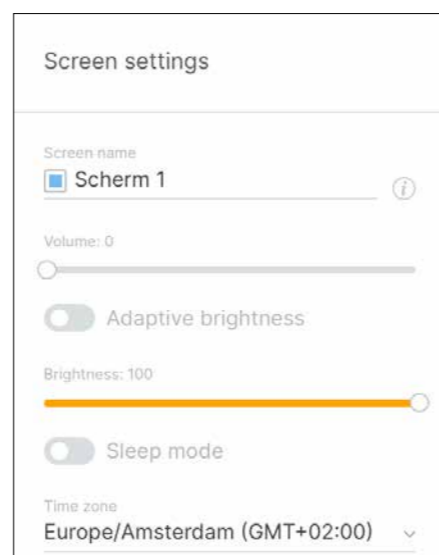 Screen settings
Screen name
Scherm 1
i
Volume: 0
Adaptive brightness
Brightness: 100
Sleep mode
Time zone
Europe/Amsterdam (GMT+02:00)